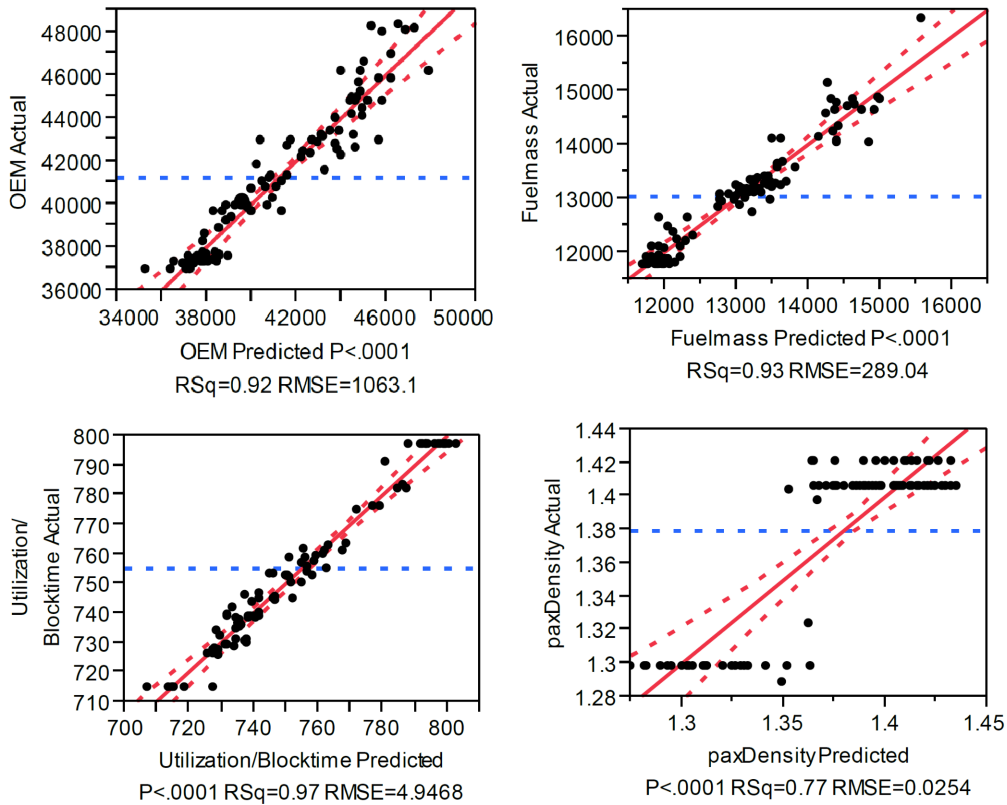 48000
46000
44000
42000
40000
38000
36000
OEM Actual
34000 38000 42000 46000 50000
OEM Predicted P<.0001
RSq=0.92 RMSE=1063.1
16000
15000
14000
13000
12000
Fuelmass Actual
12000 13000 14000 15000 16000
Fuelmass Predicted P<.0001
RSq=0.93 RMSE=289.04
800
790
780
770
760
750
740
730
720
710
Utilization/
Blocktime Actual
700 720 740 760 780 800
Utilization/Blocktime Predicted
P<.0001 RSq=0.97 RMSE=4.9468
1.44
1.42
1.4
1.38
1.36
1.34
1.32
1.3
1.28
paxDensity Actual
1.3 1.35 1.4 1.45
paxDensity Predicted
P<.0001 RSq=0.77 RMSE=0.0254